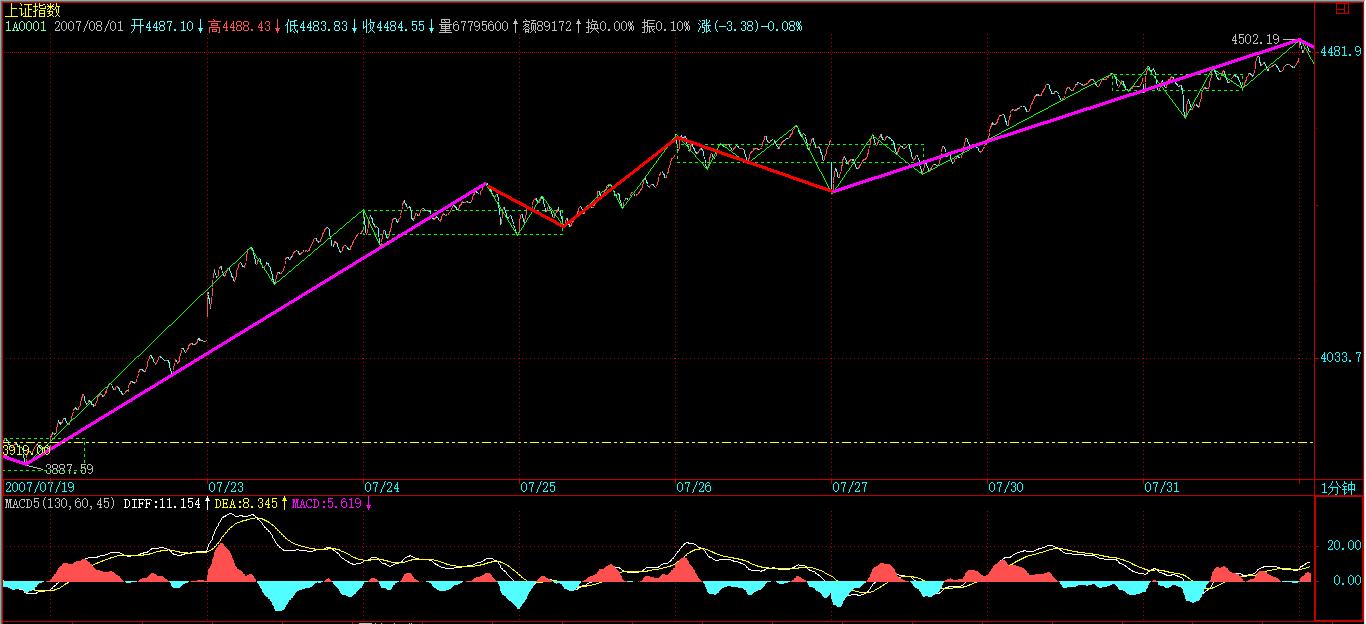 上证指数
1A0001 2007/08/01 开4487.10↓高4488.43↓低4483.83↓收4484.55↓量67795600↑额89172↑换0.00% 振0.10% 涨(-3.38)-0.08%
4502.19
4481.9
4033.7
3919.00
3887.59
2007/07/19 07/23 07/24 07/25 07/26 07/27 07/30 07/31 1分钟
MACD5(130,60,45) DIFF:11.154↑DEA:8.345↑MACD:5.619↓
20.00
0.00